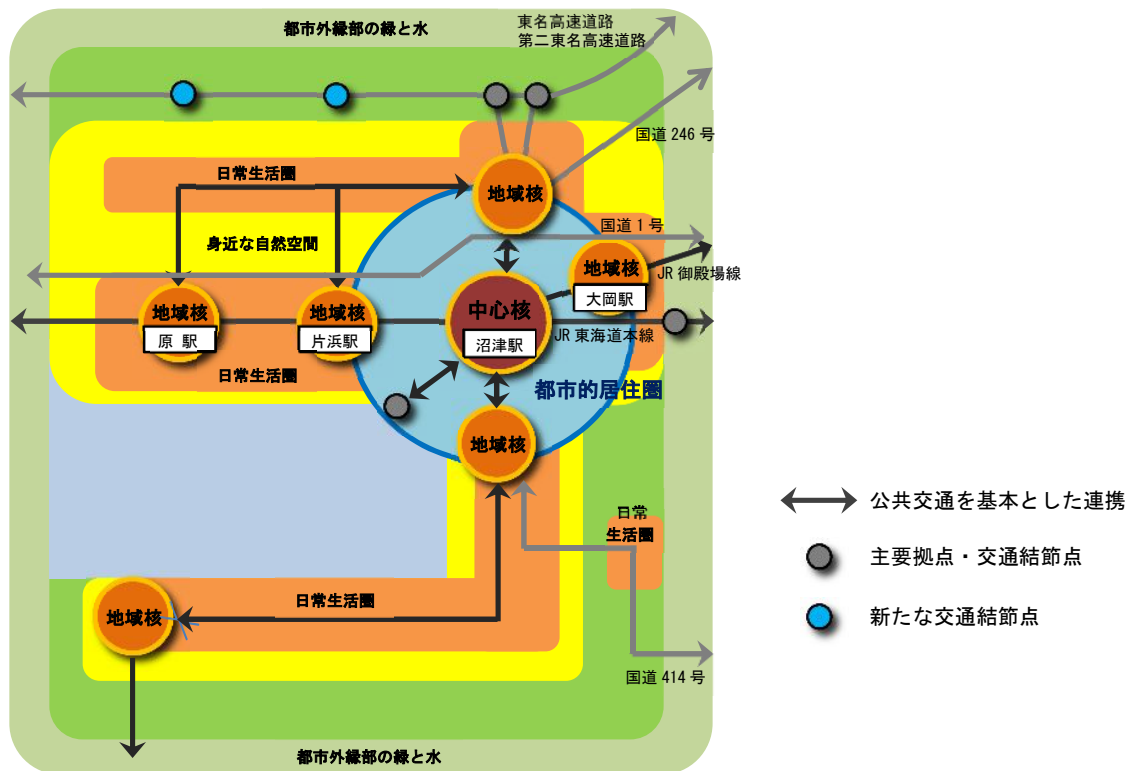 都市外縁部の緑と水
東名高速道路
第二東名高速道路
国道 246 号
日常生活圏
地域核
国道 1 号
身近な自然空間
地域核
大岡駅
JR 御殿場線
地域核
原 駅
地域核
片浜駅
中心核
沼津駅
JR 東海道本線
日常生活圏
都市的居住圏
地域核
公共交通を基本とした連携
日常
生活圏
主要拠点・交通結節点
日常生活圏
地域核
新たな交通結節点
国道 414 号
都市外縁部の緑と水